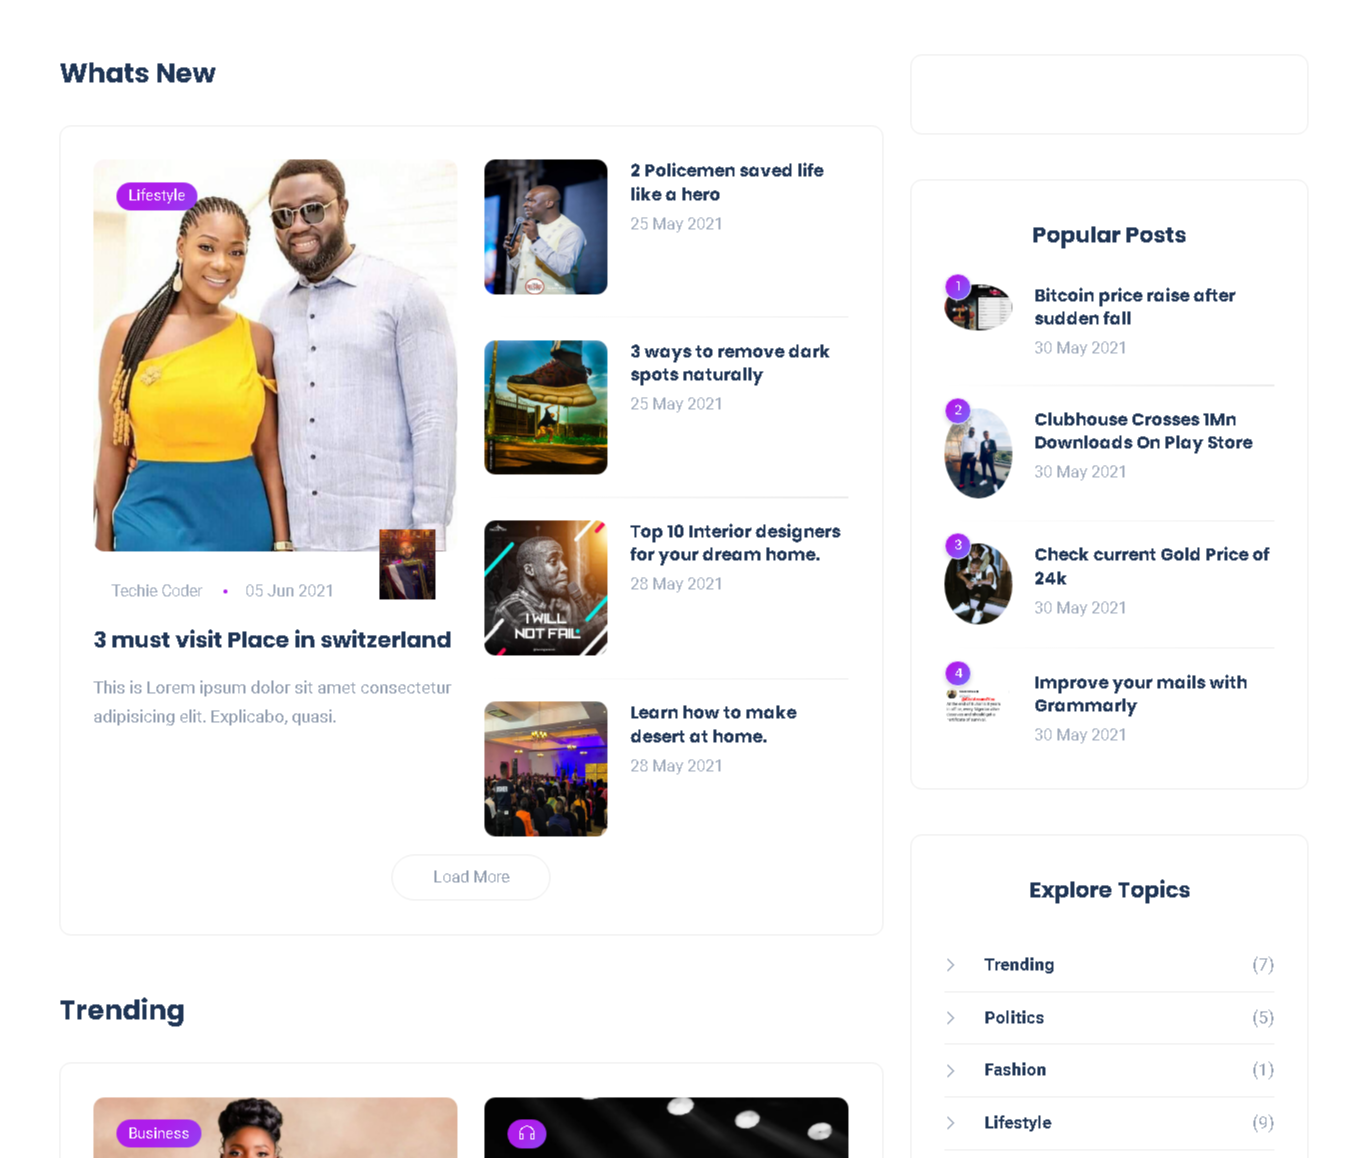 Whats New
Lifestyle
Techie Coder • 05 Jun 2021
3 must visit Place in switzerland
This is Lorem ipsum dolor sit amet consectetur
adipisicing elit. Explicabo, quasi.
2 Policemen saved life
like a hero
25 May 2021
3 ways to remove dark
spots naturally
25 May 2021
I WILL
NOT FAIL
Top 10 Interior designers
for your dream home.
28 May 2021
Learn how to make
desert at home.
28 May 2021
Load More
Trending
Business
Popular Posts
1
Bitcoin price raise after
sudden fall
30 May 2021
2
Clubhouse Crosses 1Mn
Downloads On Play Store
30 May 2021
3
Check current Gold Price of
24k
30 May 2021
4
Improve your mails with
Grammarly
30 May 2021
Explore Topics
Trending (7)
Politics (5)
Fashion (1)
Lifestyle (9)